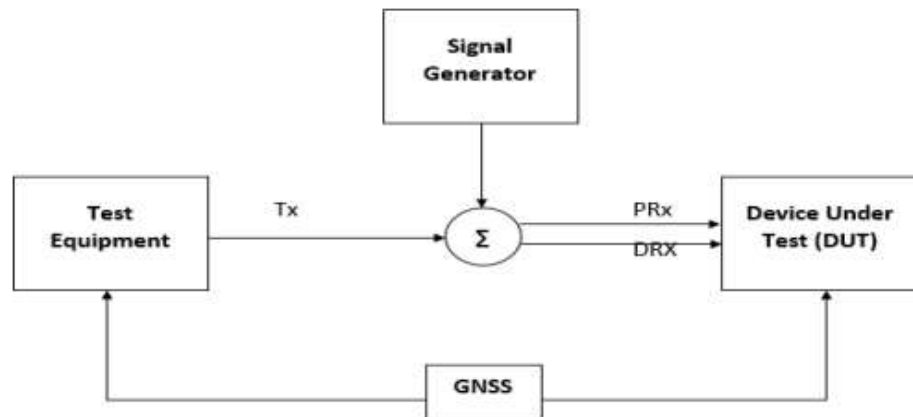 Signal
Generator
Test
Equipment
Tx
Σ
PRx
DRX
Device Under
Test (DUT)
GNSS